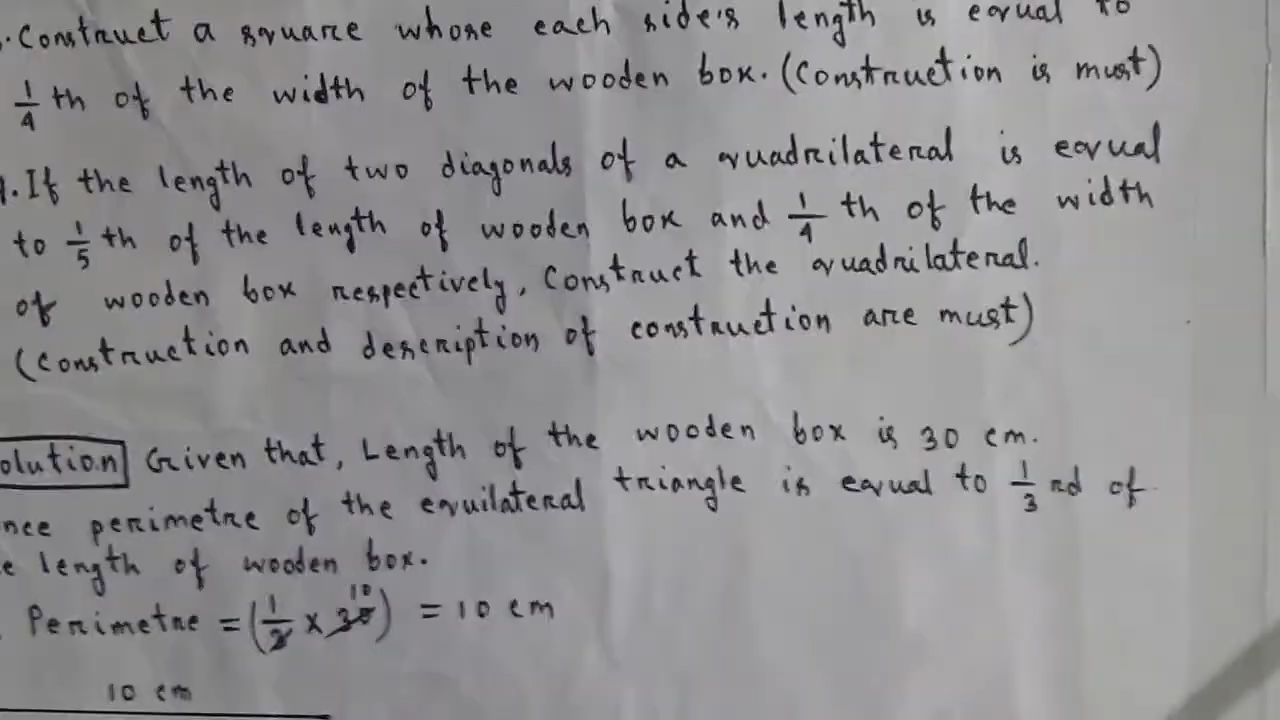 . Construct a square whose each side's length is equal to
1/4 th of the width of the wooden box. (Construction is must)
. If the length of two diagonals of a quadrilateral is equal
to 1/5 th of the length of wooden box and 1/4 th of the width
of wooden box respectively, Construct the quadrilateral.
(Construction and description of construction are must)
olution Given that, Length of the wooden box is 30 cm.
nce perimetre of the equilateral triangle is equal to 1/3 rd of
e length of wooden box.
Perimetre = (1/3 x 30) 10 = 10 cm
10 cm